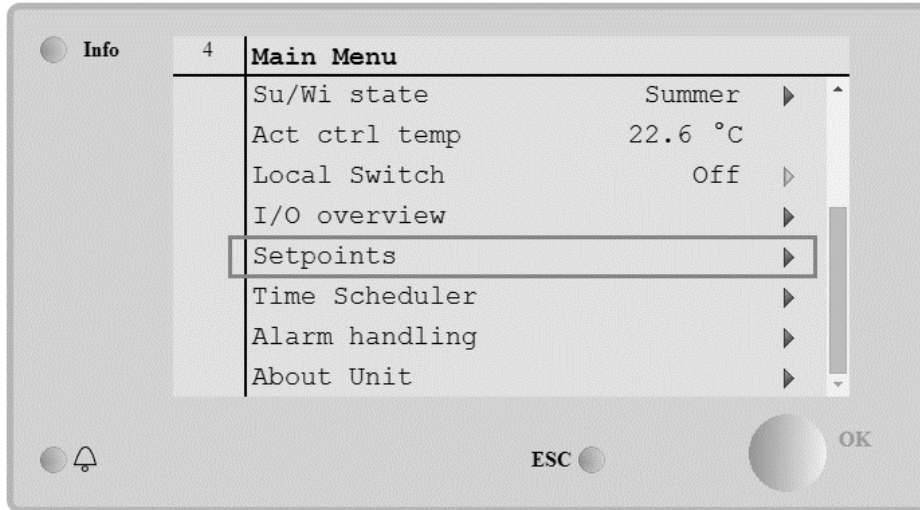 Info
4 Main Menu
Su/Wi state Summer
Act ctrl temp 22.6 °C
Local Switch Off
I/O overview
Setpoints
Time Scheduler
Alarm handling
About Unit
ESC OK